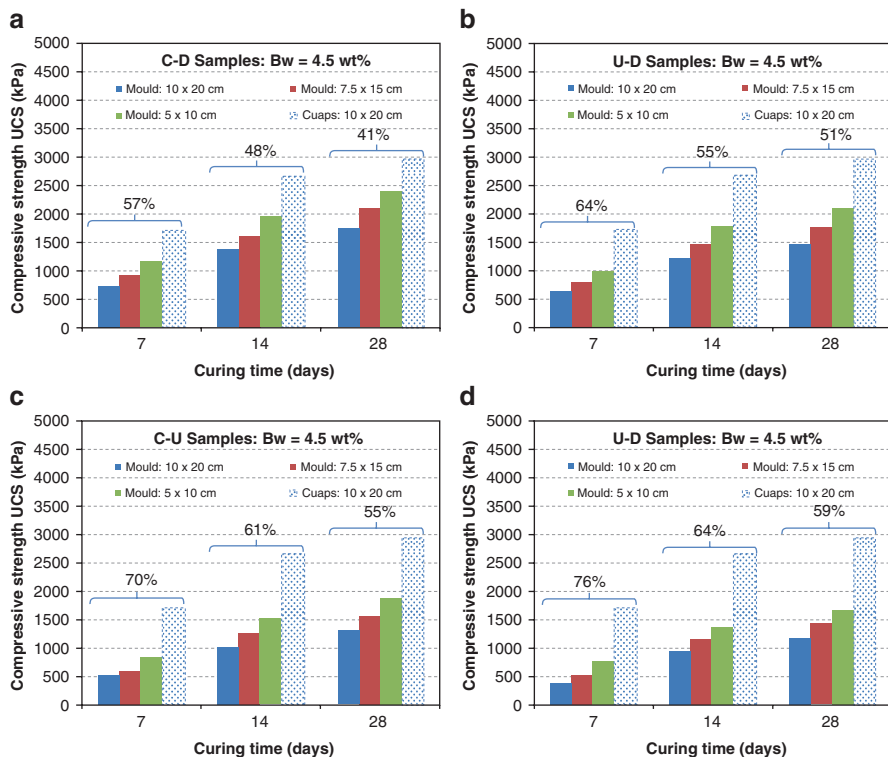 a
Compressive strength UCS (kPa)
5000
4500
4000
3500
3000
2500
2000
1500
1000
500
0
C-D Samples: Bw = 4.5 wt%
Mould: 10 x 20 cm
Mould: 7.5 x 15 cm
Mould: 5 x 10 cm
Cuaps: 10 x 20 cm
57%
48%
41%
7
14
28
Curing time (days)
b
Compressive strength UCS (kPa)
5000
4500
4000
3500
3000
2500
2000
1500
1000
500
0
U-D Samples: Bw = 4.5 wt%
Mould: 10 x 20 cm
Mould: 7.5 x 15 cm
Mould: 5 x 10 cm
Cuaps: 10 x 20 cm
64%
55%
51%
7
14
28
Curing time (days)
c
Compressive strength UCS (kPa)
5000
4500
4000
3500
3000
2500
2000
1500
1000
500
0
C-U Samples: Bw = 4.5 wt%
Mould: 10 x 20 cm
Mould: 7.5 x 15 cm
Mould: 5 x 10 cm
Cuaps: 10 x 20 cm
70%
61%
55%
7
14
28
Curing time (days)
d
Compressive strength UCS (kPa)
5000
4500
4000
3500
3000
2500
2000
1500
1000
500
0
U-D Samples: Bw = 4.5 wt%
Mould: 10 x 20 cm
Mould: 7.5 x 15 cm
Mould: 5 x 10 cm
Cuaps: 10 x 20 cm
76%
64%
59%
7
14
28
Curing time (days)